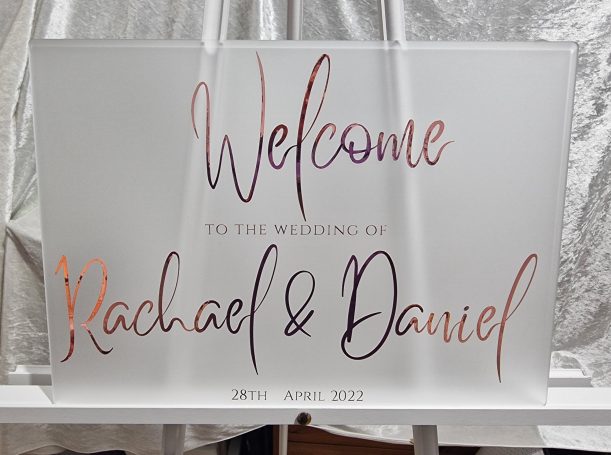 Welcome
TO THE WEDDING OF
Rachael & Daniel
28TH April 2022